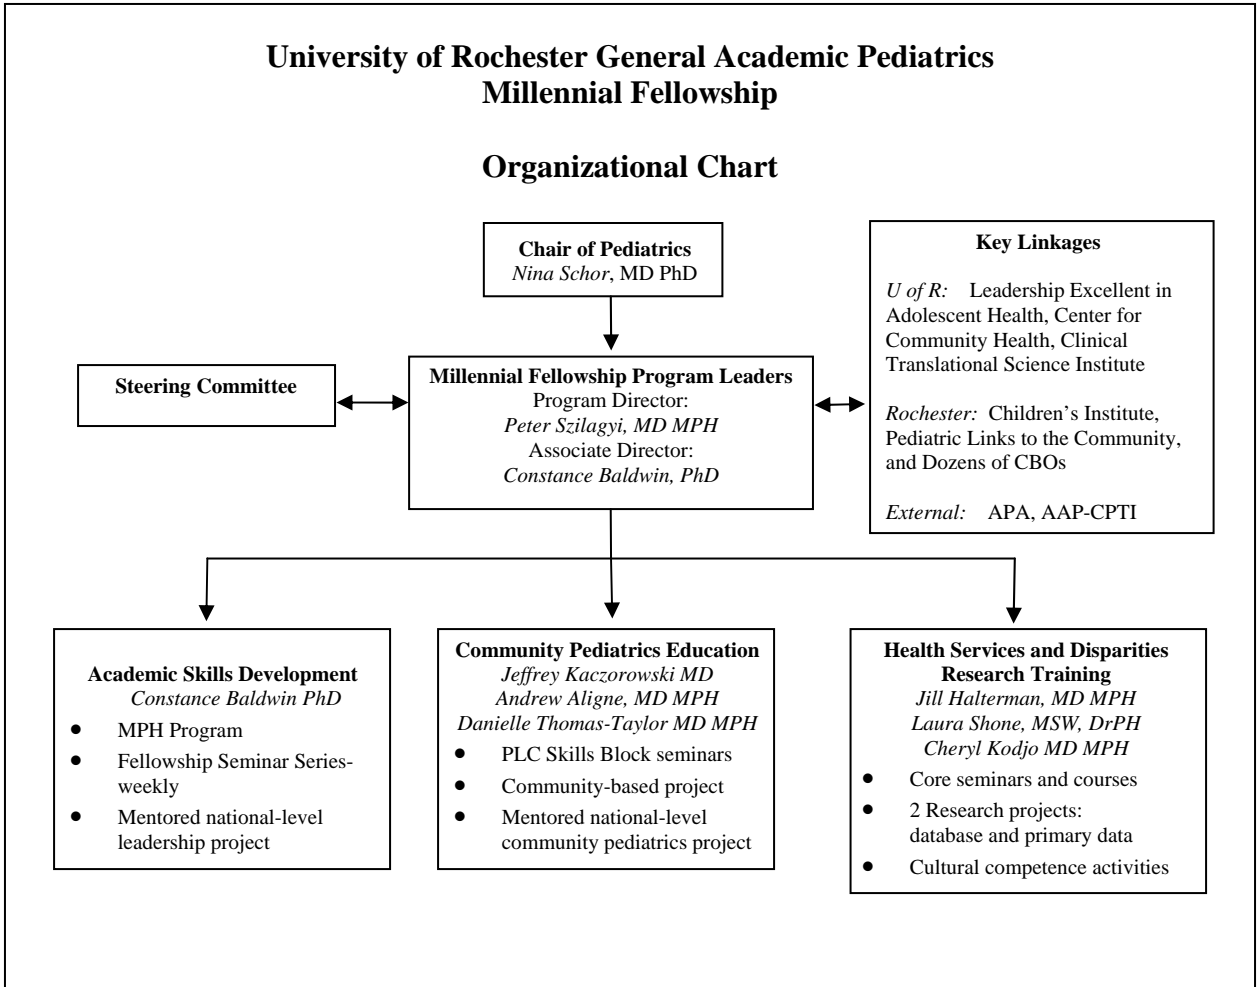 University of Rochester General Academic Pediatrics
Millennial Fellowship
Organizational Chart
Chair of Pediatrics
Nina Schor, MD PhD
Key Linkages
U of R: Leadership Excellent in
Adolescent Health, Center for
Community Health, Clinical
Translational Science Institute
Rochester: Children's Institute,
Pediatric Links to the Community,
and Dozens of CBOs
External: APA, AAP-CPTI
Steering Committee
Millennial Fellowship Program Leaders
Program Director:
Peter Szilagyi, MD MPH
Associate Director:
Constance Baldwin, PhD
Academic Skills Development
Constance Baldwin PhD
• MPH Program
• Fellowship Seminar Series-
weekly
• Mentored national-level
leadership project
Community Pediatrics Education
Jeffrey Kaczorowski MD
Andrew Aligne, MD MPH
Danielle Thomas-Taylor MD MPH
• PLC Skills Block seminars
• Community-based project
• Mentored national-level
community pediatrics project
Health Services and Disparities
Research Training
Jill Halterman, MD MPH
Laura Shone, MSW, DrPH
Cheryl Kodjo MD MPH
• Core seminars and courses
• 2 Research projects:
database and primary data
• Cultural competence activities